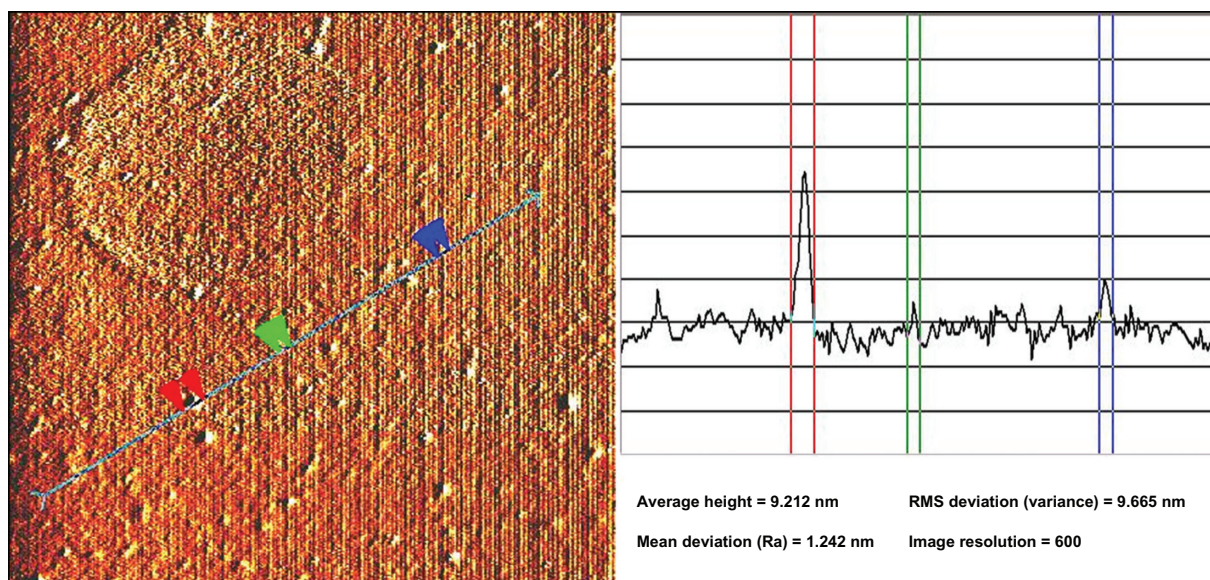 Average height = 9.212 nm
RMS deviation (variance) = 9.665 nm
Mean deviation (Ra) = 1.242 nm
Image resolution = 600